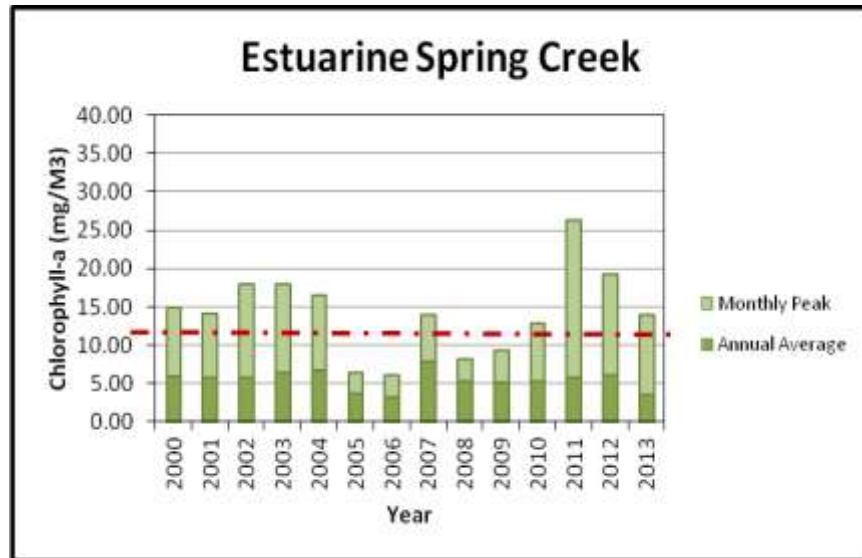 Estuarine Spring Creek
Chlorophyll-a (mg/M3)
40.00
35.00
30.00
25.00
20.00
15.00
10.00
5.00
0.00
2000 2001 2002 2003 2004 2005 2006 2007 2008 2009 2010 2011 2012 2013
Year
Monthly Peak
Annual Average